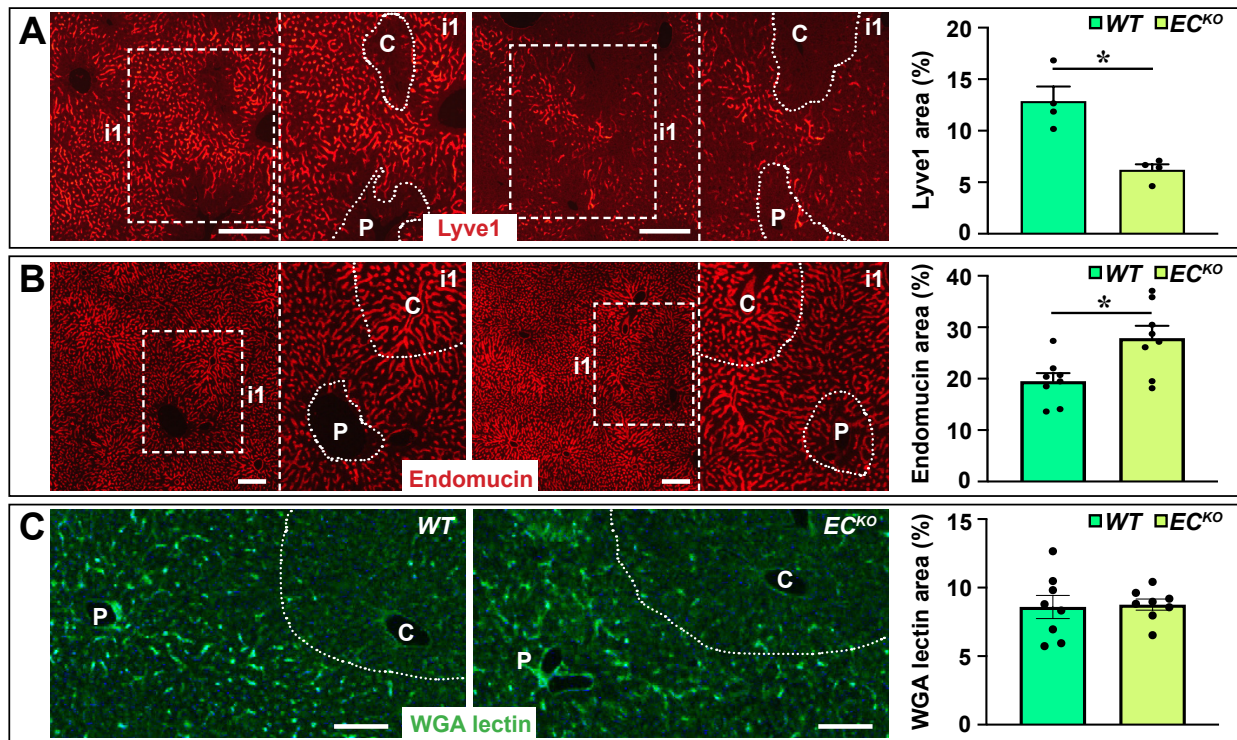 A
i1
C
P
i1
i1
C
P
i1
Lyve1
WT EC^KO
Lyve1 area (%)
20
15
10
5
0
*
B
i1
C
P
i1
i1
C
P
i1
Endomucin
WT EC^KO
Endomucin area (%)
40
30
20
30
0
*
C
WT
P
C
EC^KO
P
C
WGA lectin
WT EC^KO
WGA lectin area (%)
15
10
5
0